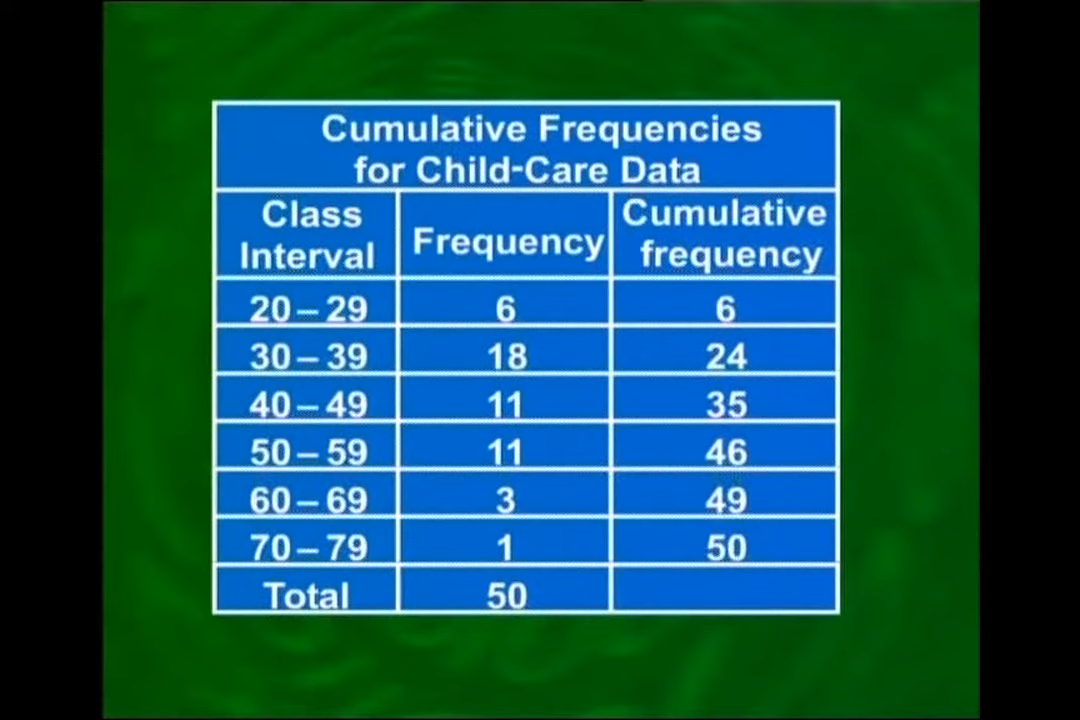 Cumulative Frequencies
for Child-Care Data
Class Interval Frequency Cumulative frequency
20 – 29 6 6
30 – 39 18 24
40 – 49 11 35
50 – 59 11 46
60 – 69 3 49
70 – 79 1 50
Total 50